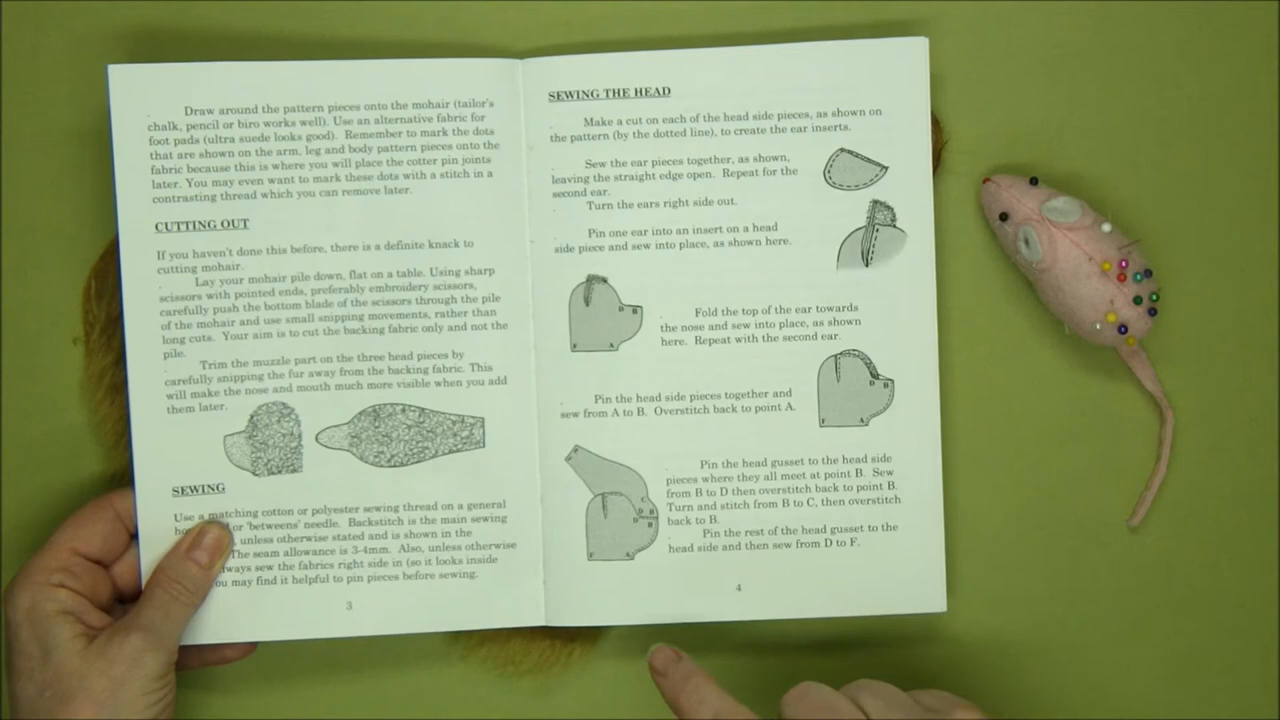 Draw around the pattern pieces onto the mohair (tailor's
chalk, pencil or biro works well). Use an alternative fabric for
foot pads (ultra suede looks good). Remember to mark the dots
that are shown on the arm, leg and body pattern pieces onto the
fabric because this is where you will place the cotter pin joints
later. You may even want to mark these dots with a stitch in a
contrasting thread which you can remove later.
CUTTING OUT
If you haven't done this before, there is a definite knack to
cutting mohair.
Lay your mohair pile down, flat on a table. Using sharp
scissors with pointed ends, preferably embroidery scissors,
carefully push the bottom blade of the scissors through the pile
of the mohair and use small snipping movements, rather than
long cuts. Your aim is to cut the backing fabric only and not the
pile.
Trim the muzzle part on the three head pieces by
carefully snipping the fur away from the backing fabric. This
will make the nose and mouth much more visible when you add
them later.
SEWING
Use a matching cotton or polyester sewing thread on a general
or 'betweens' needle. Backstitch is the main sewing
, unless otherwise stated and is shown in the
The seam allowance is 3-4mm. Also, unless otherwise
sew the fabrics right side in (so it looks inside
may find it helpful to pin pieces before sewing.
3
SEWING THE HEAD
Make a cut on each of the head side pieces, as shown on
the pattern (by the dotted line), to create the ear inserts.
Sew the ear pieces together, as shown,
leaving the straight edge open. Repeat for the
second ear.
Turn the ears right side out.
Pin one ear into an insert on a head
side piece and sew into place, as shown here.
D B
F A
Fold the top of the ear towards
the nose and sew into place, as shown
here. Repeat with the second ear.
D B
F A
Pin the head side pieces together and
sew from A to B. Overstitch back to point A.
C
D B
D B
F A
Pin the head gusset to the head side
pieces where they all meet at point B. Sew
from B to D then overstitch back to point B.
Turn and stitch from B to C, then overstitch
back to B.
Pin the rest of the head gusset to the
head side and then sew from D to F.
4